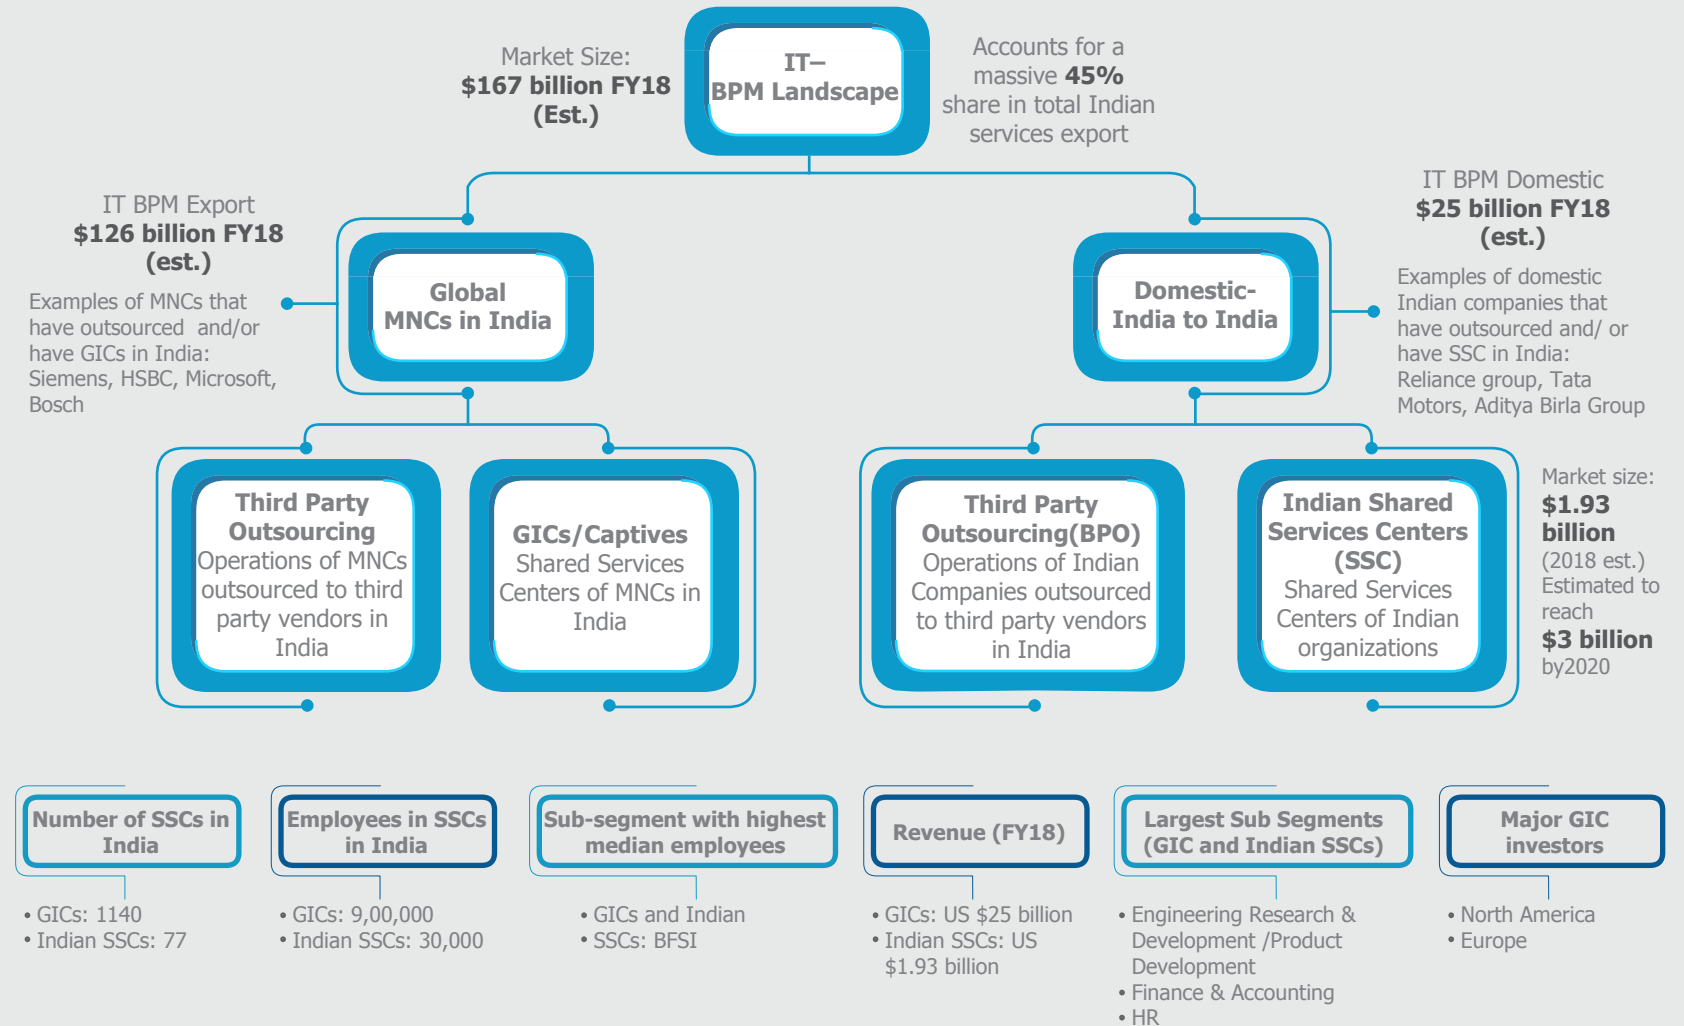 Market Size:
$167 billion FY18
(Est.)
IT–
BPM Landscape
Accounts for a
massive 45%
share in total Indian
services export
IT BPM Export
$126 billion FY18
(est.)
Examples of MNCs that
have outsourced and/or
have GICs in India:
Siemens, HSBC, Microsoft,
Bosch
Global
MNCs in India
Domestic-
India to India
IT BPM Domestic
$25 billion FY18
(est.)
Examples of domestic
Indian companies that
have outsourced and/ or
have SSC in India:
Reliance group, Tata
Motors, Aditya Birla Group
Third Party
Outsourcing
Operations of MNCs
outsourced to third
party vendors in
India
GICs/Captives
Shared Services
Centers of MNCs in
India
Third Party
Outsourcing(BPO)
Operations of Indian
Companies outsourced
to third party vendors
in India
Indian Shared
Services Centers
(SSC)
Shared Services
Centers of Indian
organizations
Market size:
$1.93
billion
(2018 est.)
Estimated to
reach
$3 billion
by2020
Number of SSCs in
India
• GICs: 1140
• Indian SSCs: 77
Employees in SSCs
in India
• GICs: 9,00,000
• Indian SSCs: 30,000
Sub-segment with highest
median employees
• GICs and Indian
• SSCs: BFSI
Revenue (FY18)
• GICs: US $25 billion
• Indian SSCs: US
$1.93 billion
Largest Sub Segments
(GIC and Indian SSCs)
• Engineering Research &
Development /Product
Development
• Finance & Accounting
• HR
Major GIC
investors
• North America
• Europe